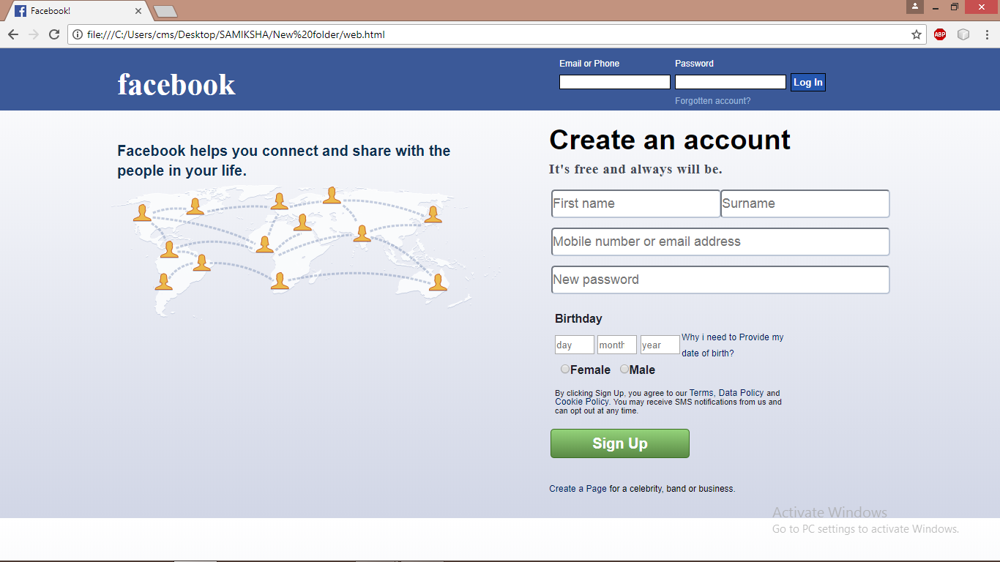 Facebook!
file:///C:/Users/cms/Desktop/SAMIKSHA/New%20folder/web.html
ABP
facebook
Email or Phone
Password
Log In
Forgotten account?
Facebook helps you connect and share with the
people in your life.
Create an account
It's free and always will be.
First name
Surname
Mobile number or email address
New password
Birthday
day
month
year
Why i need to Provide my
date of birth?
Female
Male
By clicking Sign Up, you agree to our Terms, Data Policy and
Cookie Policy. You may receive SMS notifications from us and
can opt out at any time.
Sign Up
Create a Page for a celebrity, band or business.
Activate Windows
Go to PC settings to activate Windows.